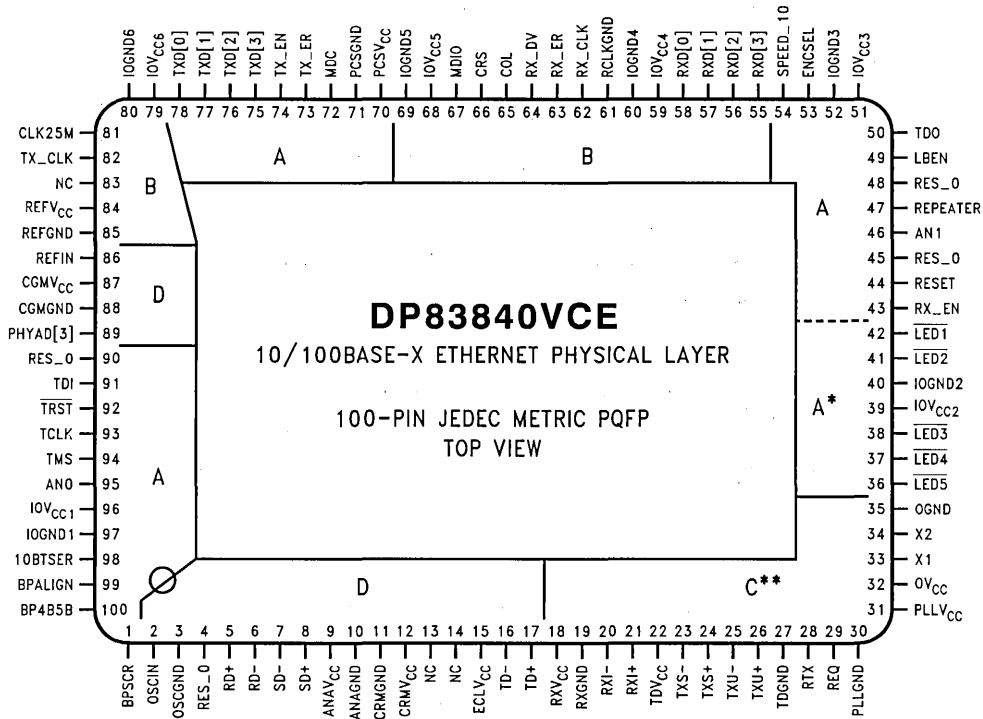 IOGND6
IOVCC6
TXD[0]
TXD[1]
TXD[2]
TXD[3]
TX_EN
TX_ER
MDC
PCSGND
PCSVCC
IOGND5
IOVCC5
MDIO
CRS
COL
RX_DV
RX_ER
RX_CLK
RCLKGND
IOGND4
IOVCC4
RXD[0]
RXD[1]
RXD[2]
RXD[3]
SPEED_10
ENCSEL
IOGND3
IOVCC3
80 79 78 77 76 75 74 73 72 71 70 69 68 67 66 65 64 63 62 61 60 59 58 57 56 55 54 53 52 51
CLK25M 81
TX_CLK 82
NC 83
REFVCC 84
REFGND 85
REFIN 86
CGMVCC 87
CGMGND 88
PHYAD[3] 89
RES_0 90
TDI 91
TRST 92
TCLK 93
TMS 94
AN0 95
IOVCC1 96
IOGND1 97
10BTSER 98
BPALIGN 99
BP4B5B 100
A
B
B
D
A
A
A*
D
C**
DP83840VCE
10/100BASE-X ETHERNET PHYSICAL LAYER
100-PIN JEDEC METRIC PQFP
TOP VIEW
50 TDO
49 LBEN
48 RES_0
47 REPEATER
46 AN1
45 RES_0
44 RESET
43 RX_EN
42 LED1
41 LED2
40 IOGND2
39 IOVCC2
38 LED3
37 LED4
36 LED5
35 OGND
34 X2
33 X1
32 OVCC
31 PLLVCC
1 2 3 4 5 6 7 8 9 10 11 12 13 14 15 16 17 18 19 20 21 22 23 24 25 26 27 28 29 30
BPSCR
OSCIN
OSCGND
RES_0
RD+
RD-
SD-
SD+
ANAVCC
ANAGND
CRMGND
CRMVCC
NC
NC
ECLVCC
TD-
TD+
RXVCC
RXGND
RXI-
RXI+
TDVCC
TXS-
TXS+
TXU-
TXU+
TDGND
RTX
REQ
PLLGND